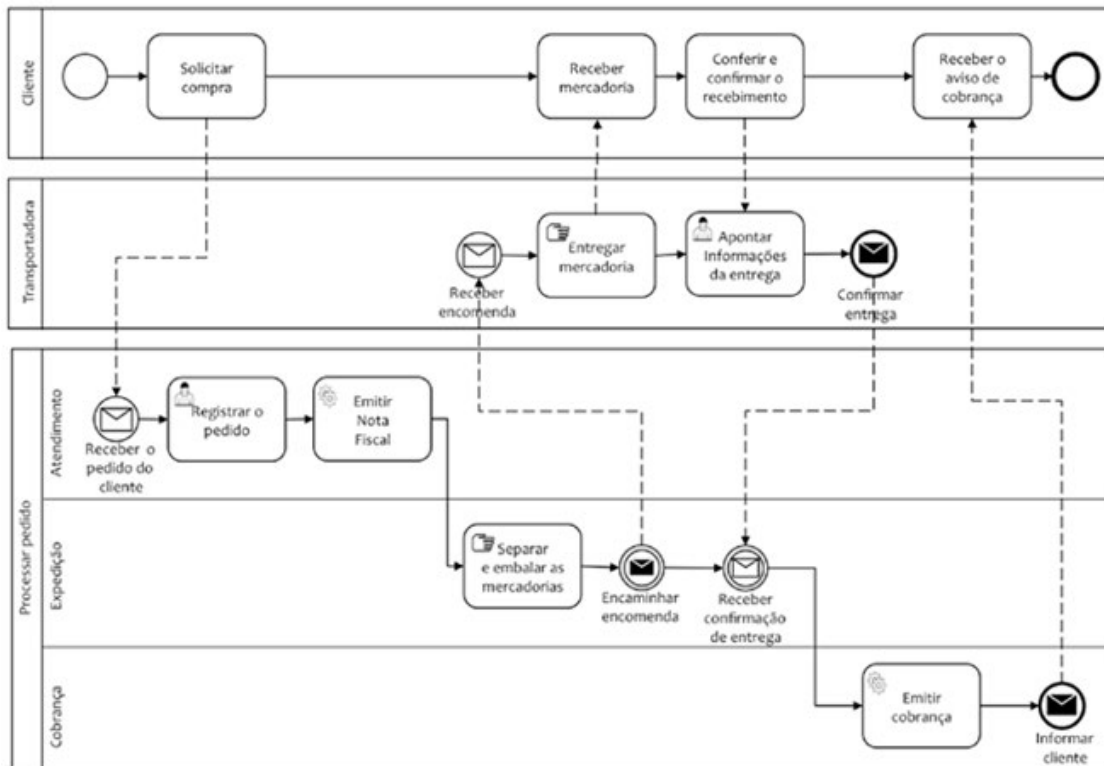 Cliente
Solicitar
compra
Receber
mercadoria
Conferir e
confirmar o
recebimento
Receber o
aviso de
cobrança
Transportadora
Receber
encomenda
Entregar
mercadoria
Apontar
Informações
da entrega
Confirmar
entrega
Processar pedido
Atendimento
Receber o
pedido do
cliente
Registrar o
pedido
Emitir
Nota
Fiscal
Expedição
Separar
e embalar as
mercadorias
Encaminhar
encomenda
Receber
confirmação
de entrega
Cobrança
Emitir
cobrança
Informar
cliente